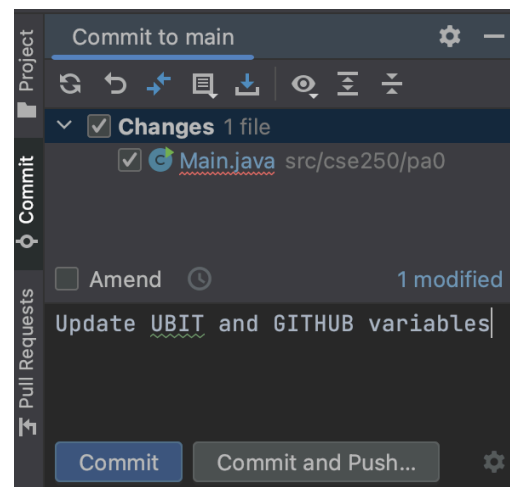 Project
Commit
Pull Requests
Commit to main
Changes 1 file
Main.java src/cse250/pa0
Amend
1 modified
Update UBIT and GITHUB variables
Commit
Commit and Push...